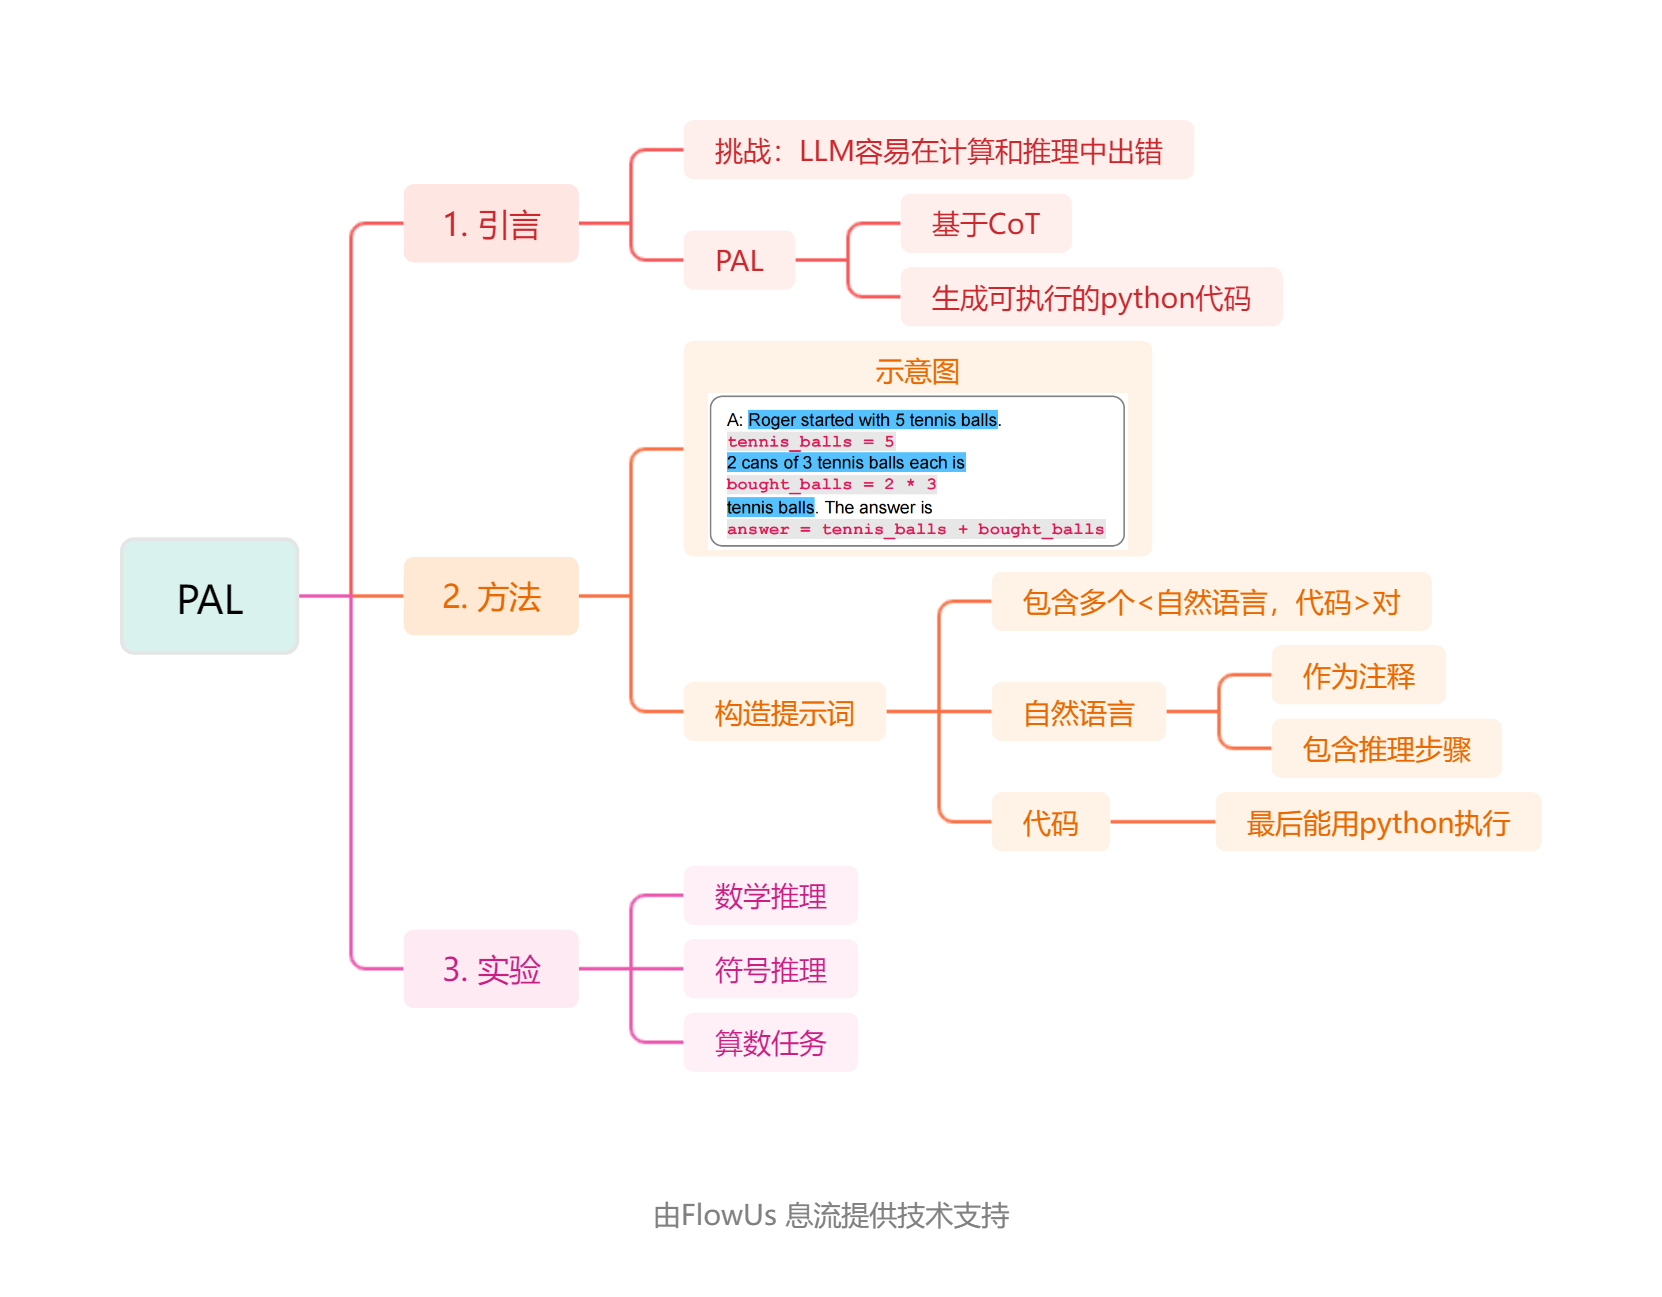 PAL
1. 引言
挑战：LLM容易在计算和推理中出错
PAL
基于CoT
生成可执行的python代码
2. 方法
示意图
A: Roger started with 5 tennis balls.
tennis_balls = 5
2 cans of 3 tennis balls each is
bought_balls = 2 * 3
tennis balls. The answer is
answer = tennis_balls + bought_balls
构造提示词
包含多个<自然语言，代码>对
自然语言
作为注释
包含推理步骤
代码
最后能用python执行
3. 实验
数学推理
符号推理
算数任务
由FlowUs 息流提供技术支持